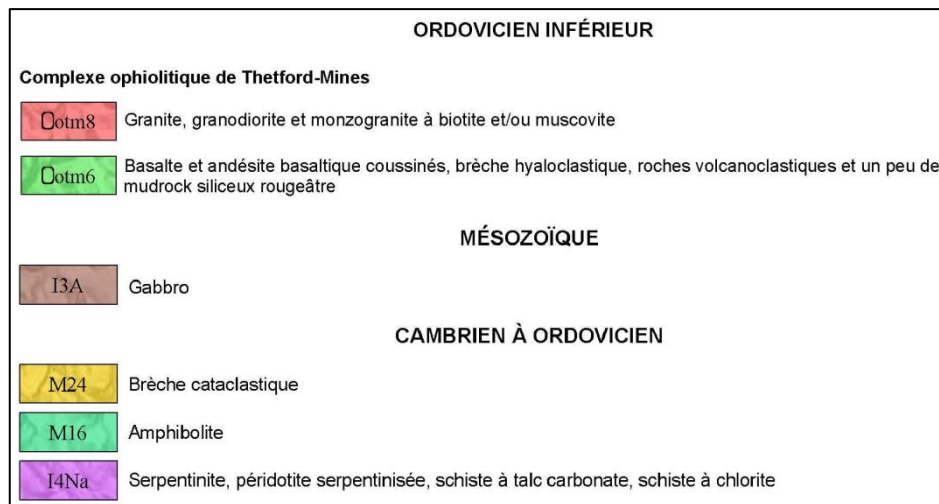 ORDOVICIEN INFÉRIEUR
Complexe ophiolitique de Thetford-Mines
▯otm8 Granite, granodiorite et monzogranite à biotite et/ou muscovite
▯otm6 Basalte et andésite basaltique coussinés, brèche hyaloclastique, roches volcanoclastiques et un peu de
mudrock siliceux rougeâtre
MÉSOZOÏQUE
I3A Gabbro
CAMBRIEN À ORDOVICIEN
M24 Brèche cataclastique
M16 Amphibolite
I4Na Serpentinite, péridotite serpentinisée, schiste à talc carbonate, schiste à chlorite